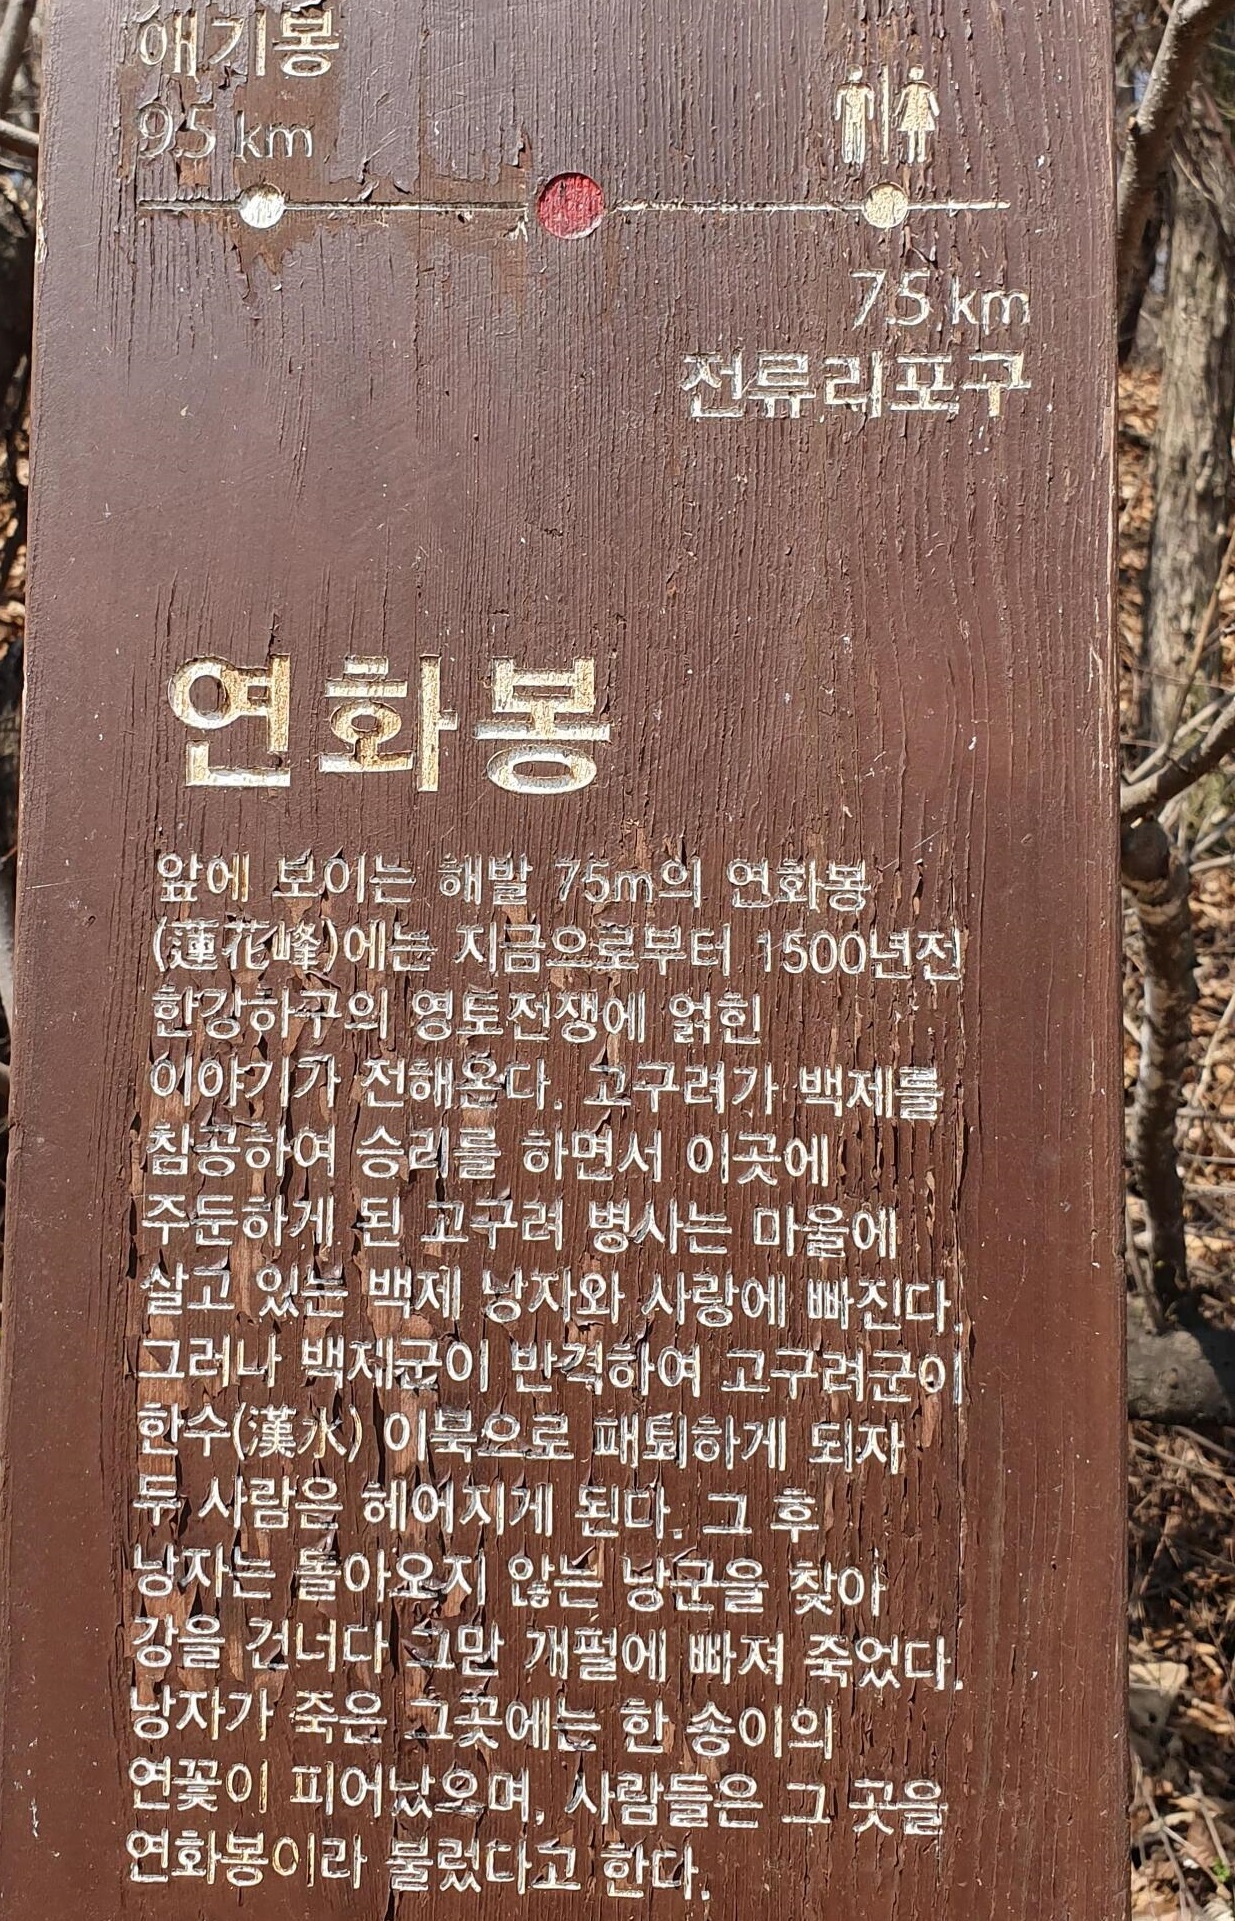 애기봉
9.5 km
7.5 km
전류리포구
연화봉
앞에 보이는 해발 75m의 연화봉
(蓮花峰)에는 지금으로부터 1500년전
한강하구의 영토전쟁에 얽힌
이야기가 전해온다. 고구려가 백제를
침공하여 승리를 하면서 이곳에
주둔하게 된 고구려 병사는 마을에
살고 있는 백제 낭자와 사랑에 빠진다.
그러나 백제군이 반격하여 고구려군이
한수(漢水) 이북으로 패퇴하게 되자
두 사람은 헤어지게 된다. 그 후
낭자는 돌아오지 않는 낭군을 찾아
강을 건너다 그만 개펄에 빠져 죽었다.
낭자가 죽은 그곳에는 한 송이의
연꽃이 피어났으며, 사람들은 그 곳을
연화봉이라 불렀다고 한다.